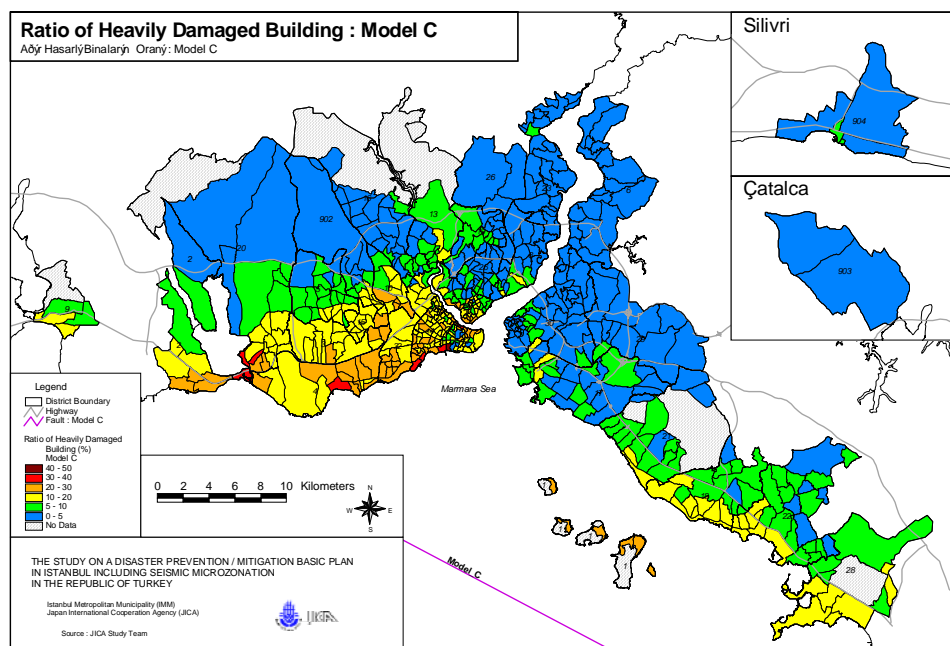 Ratio of Heavily Damaged Building : Model C
Aðýr HasarlýBinalarýn Oraný: Model C
Silivri
904
Çatalca
903
26
6
13
902
20
2
9
Marmara Sea
1
1
1
28
Model C
Legend
District Boundary
Highway
Fault : Model C
Ratio of Heavily Damaged
Building (%)
Model C
40 - 50
30 - 40
20 - 30
10 - 20
5 - 10
0 - 5
No Data
0 2 4 6 8 10 Kilometers
N
W E
S
THE STUDY ON A DISASTER PREVENTION / MITIGATION BASIC PLAN
IN ISTANBUL INCLUDING SEISMIC MICROZONATION
IN THE REPUBLIC OF TURKEY
Istanbul Metropolitan Municipality (IMM)
Japan International Cooperation Agency (JICA)
JICA
Source : JICA Study Team